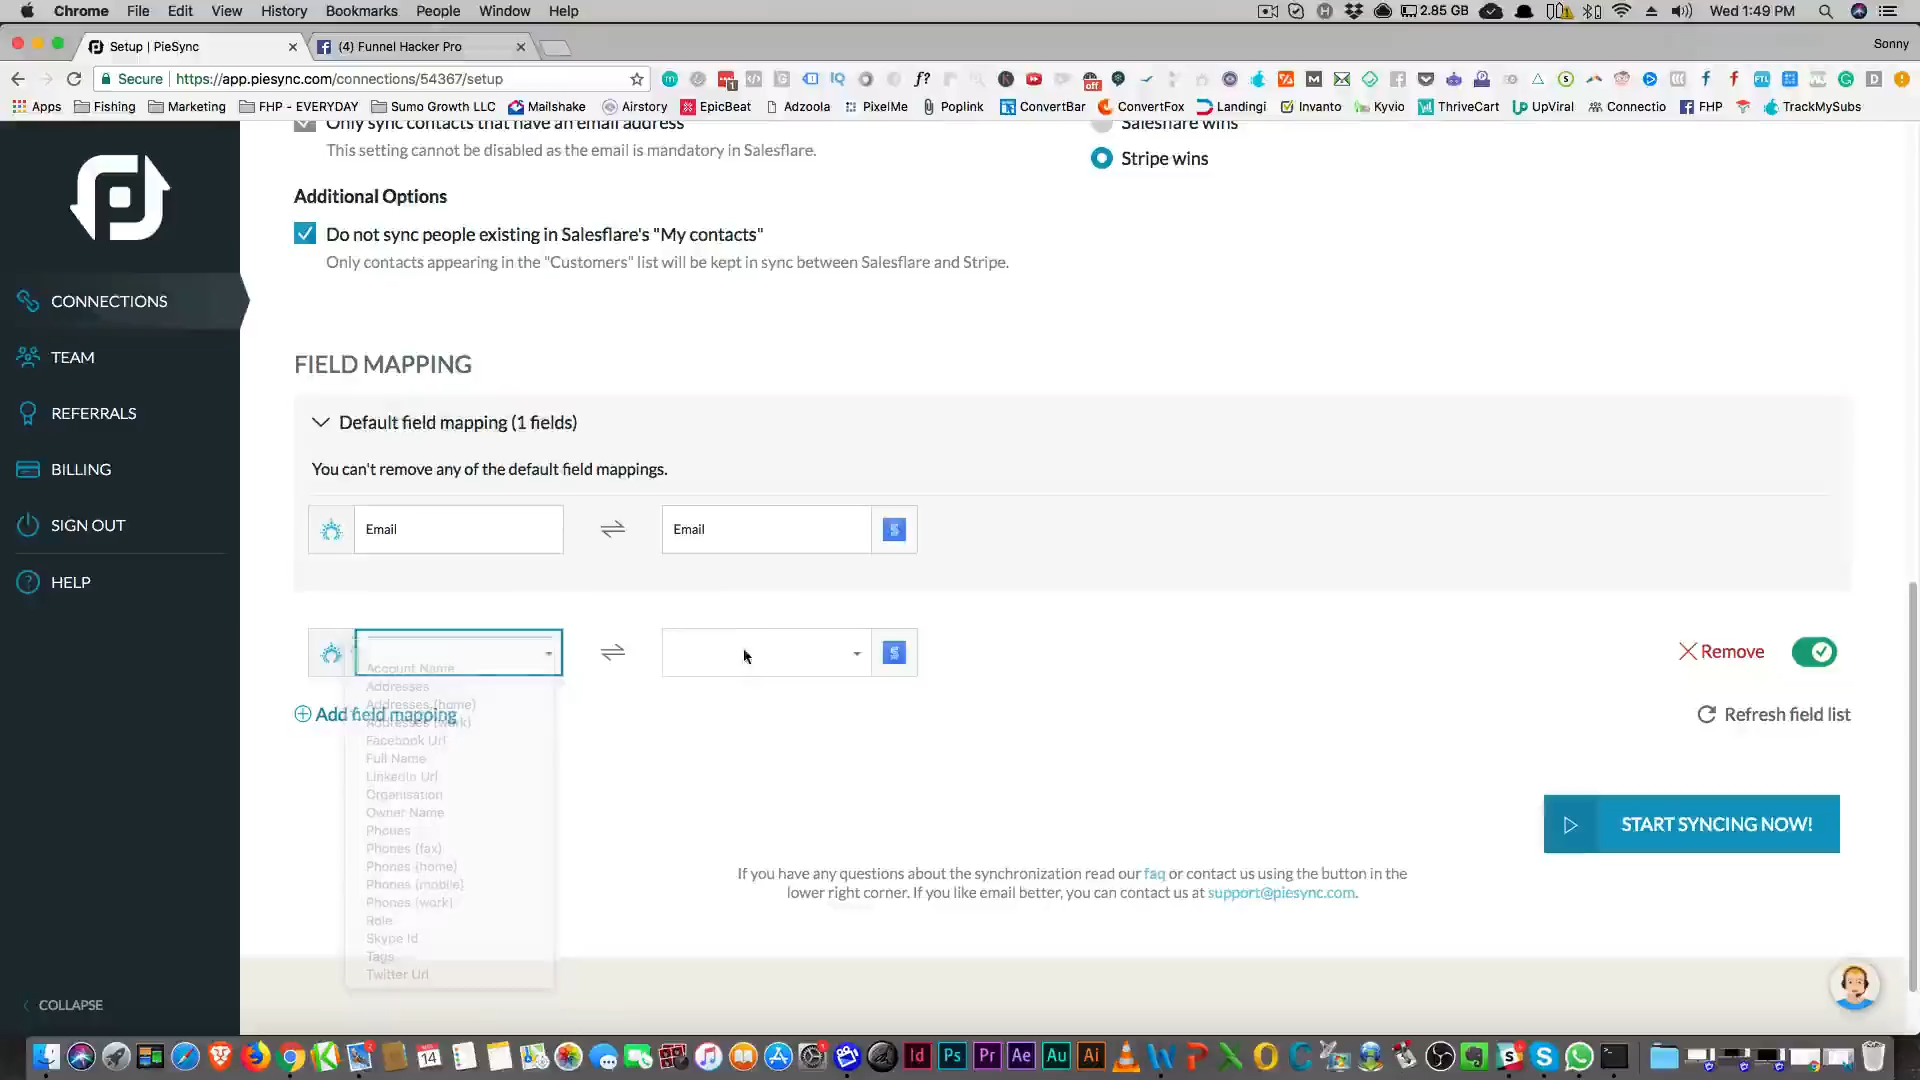 Chrome File Edit View History Bookmarks People Window Help
2.85 GB Wed 1:49 PM
Setup | PieSync
(4) Funnel Hacker Pro
Sonny
Secure https://app.piesync.com/connections/54367/setup
Apps Fishing Marketing FHP - EVERYDAY Sumo Growth LLC Mailshake Airstory EpicBeat Adzoola PixelMe Poplink ConvertBar ConvertFox Landingi Invanto Kyvio ThriveCart UpViral Connectio FHP TrackMySubs
Only sync contacts that have an email address
Salesflare wins
This setting cannot be disabled as the email is mandatory in Salesflare.
Stripe wins
Additional Options
Do not sync people existing in Salesflare's "My contacts"
Only contacts appearing in the "Customers" list will be kept in sync between Salesflare and Stripe.
CONNECTIONS
TEAM
REFERRALS
BILLING
SIGN OUT
HELP
COLLAPSE
FIELD MAPPING
Default field mapping (1 fields)
You can't remove any of the default field mappings.
Email
Email
Remove
Add field mapping
Refresh field list
Account Name
Addresses
Addresses (home)
Addresses (work)
Facebook Url
Full Name
LinkedIn Url
Organisation
Owner Name
Phones
Phones (fax)
Phones (home)
Phones (mobile)
Phones (work)
Role
Skype Id
Tags
Twitter Url
START SYNCING NOW!
If you have any questions about the synchronization read our faq or contact us using the button in the
lower right corner. If you like email better, you can contact us at support@piesync.com.